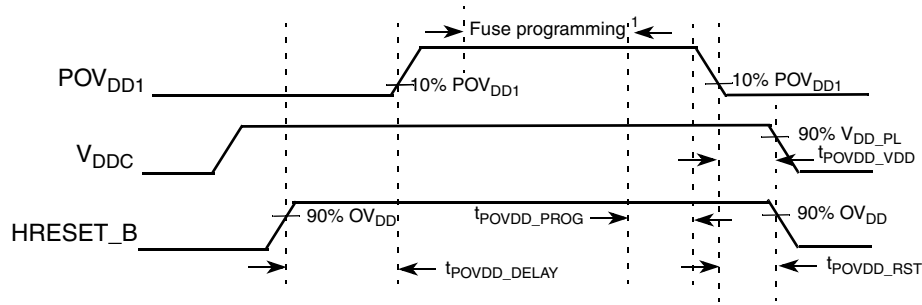 Fuse programming 1
POVDD1
10% POVDD1
10% POVDD1
VDDC
90% VDD_PL
tPOVDD_VDD
HRESET_B
90% OVDD
tPOVDD_PROG
90% OVDD
tPOVDD_DELAY
tPOVDD_RST